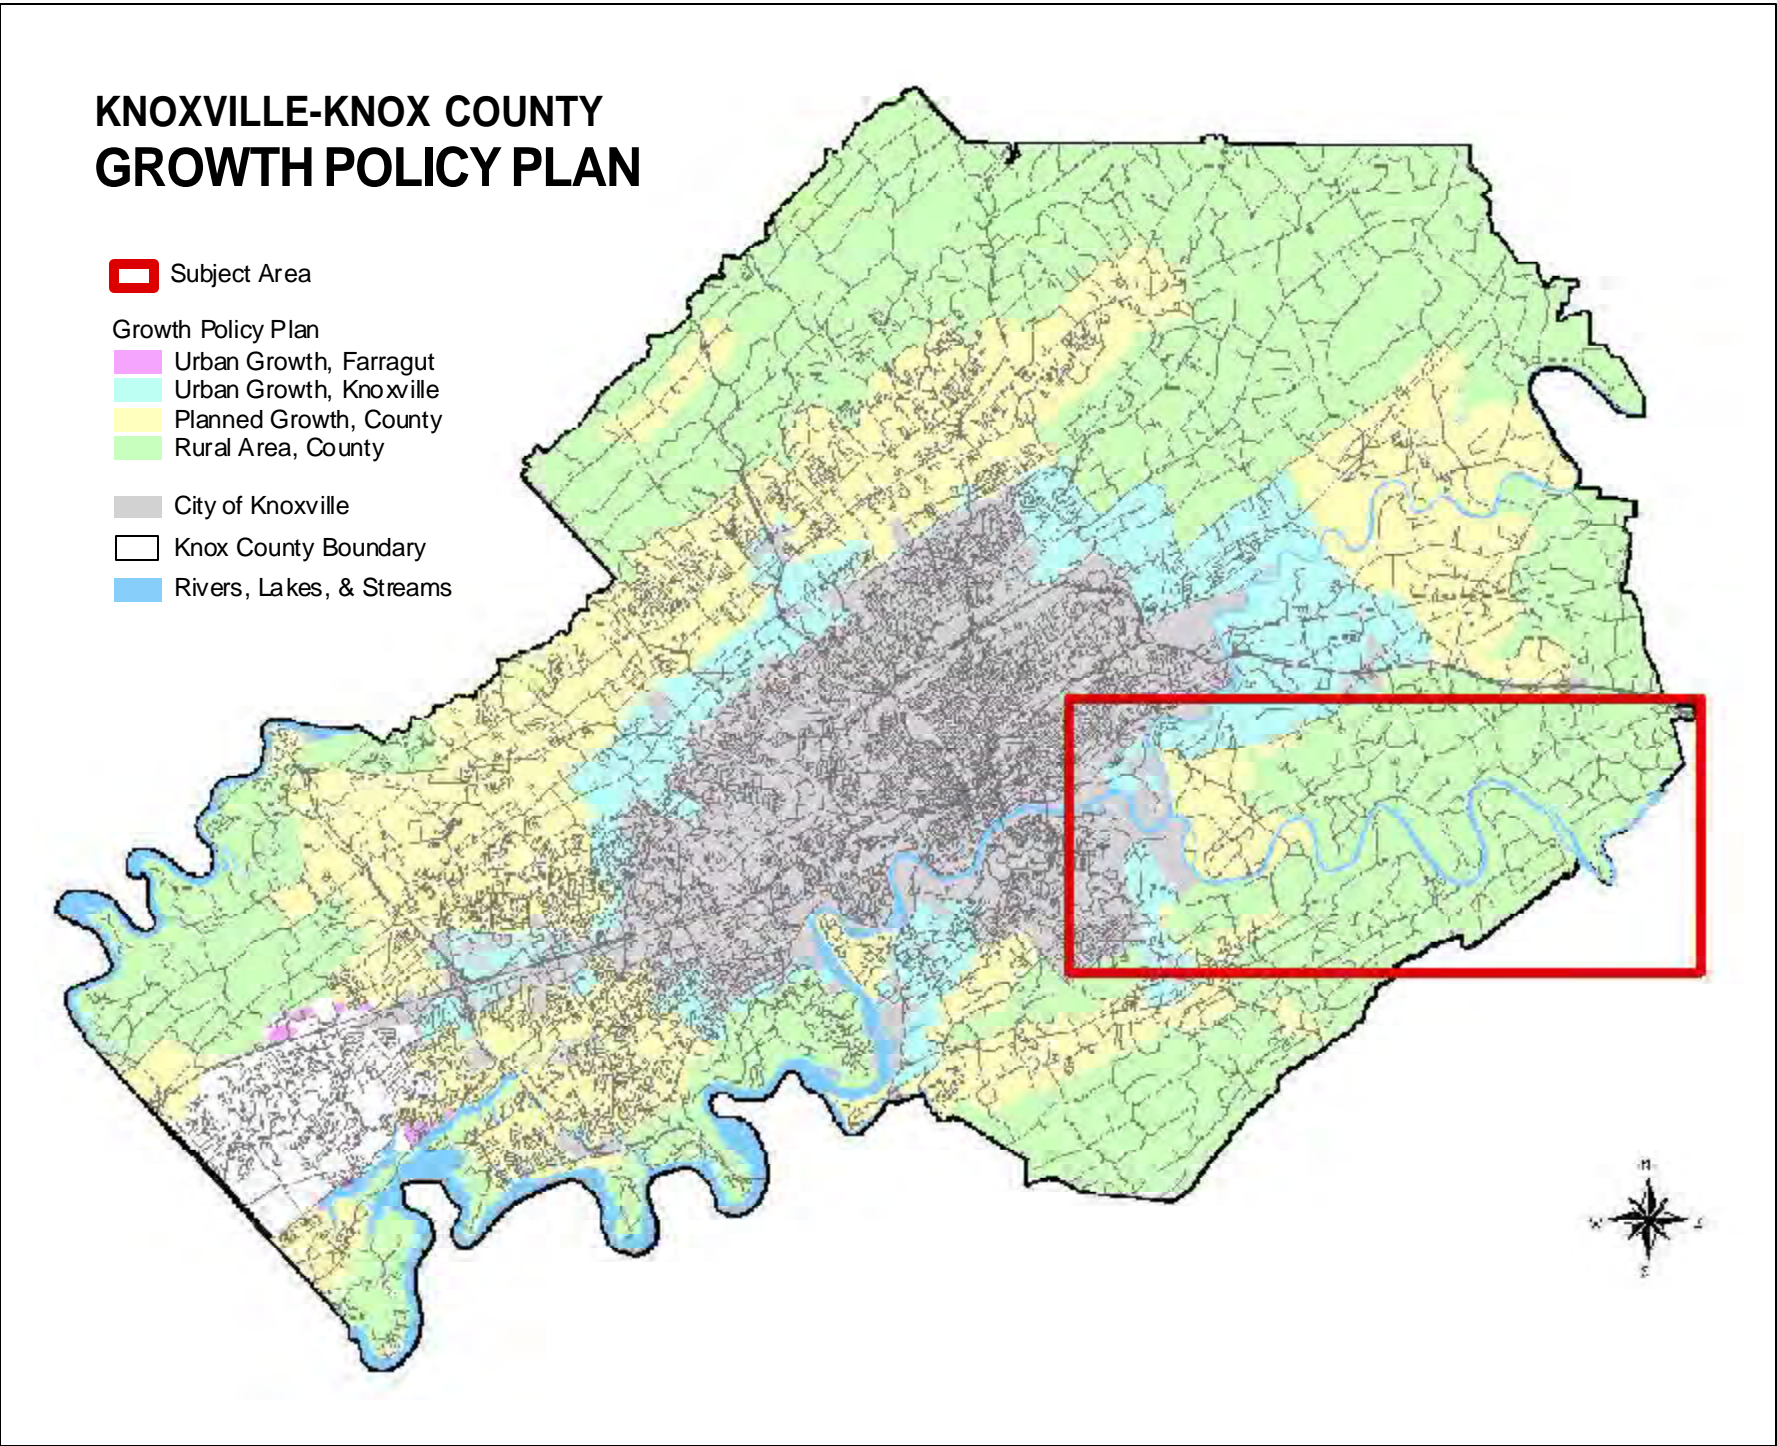 KNOXVILLE-KNOX COUNTY
GROWTH POLICY PLAN
Subject Area
Growth Policy Plan
Urban Growth, Farragut
Urban Growth, Knoxville
Planned Growth, County
Rural Area, County
City of Knoxville
Knox County Boundary
Rivers, Lakes, & Streams
N
W
E
S